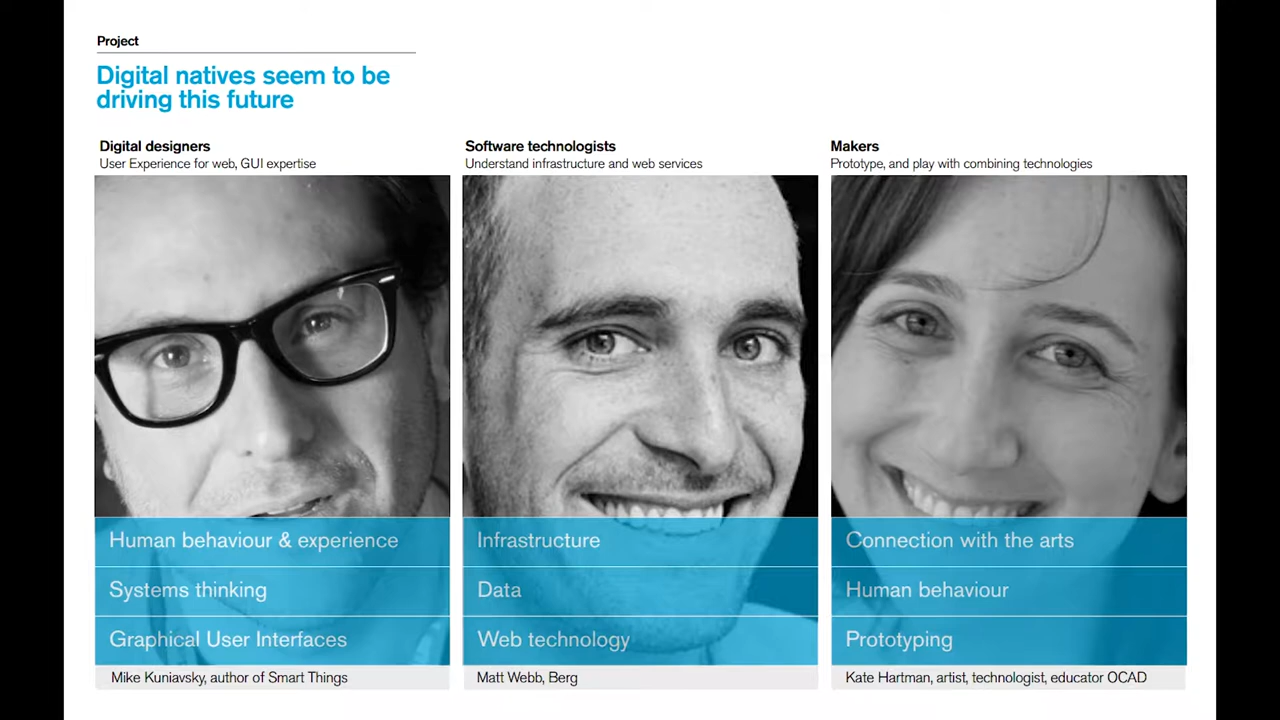 Project
Digital natives seem to be
driving this future
Digital designers
User Experience for web, GUI expertise
Human behaviour & experience
Systems thinking
Graphical User Interfaces
Mike Kuniavsky, author of Smart Things
Software technologists
Understand infrastructure and web services
Infrastructure
Data
Web technology
Matt Webb, Berg
Makers
Prototype, and play with combining technologies
Connection with the arts
Human behaviour
Prototyping
Kate Hartman, artist, technologist, educator OCAD